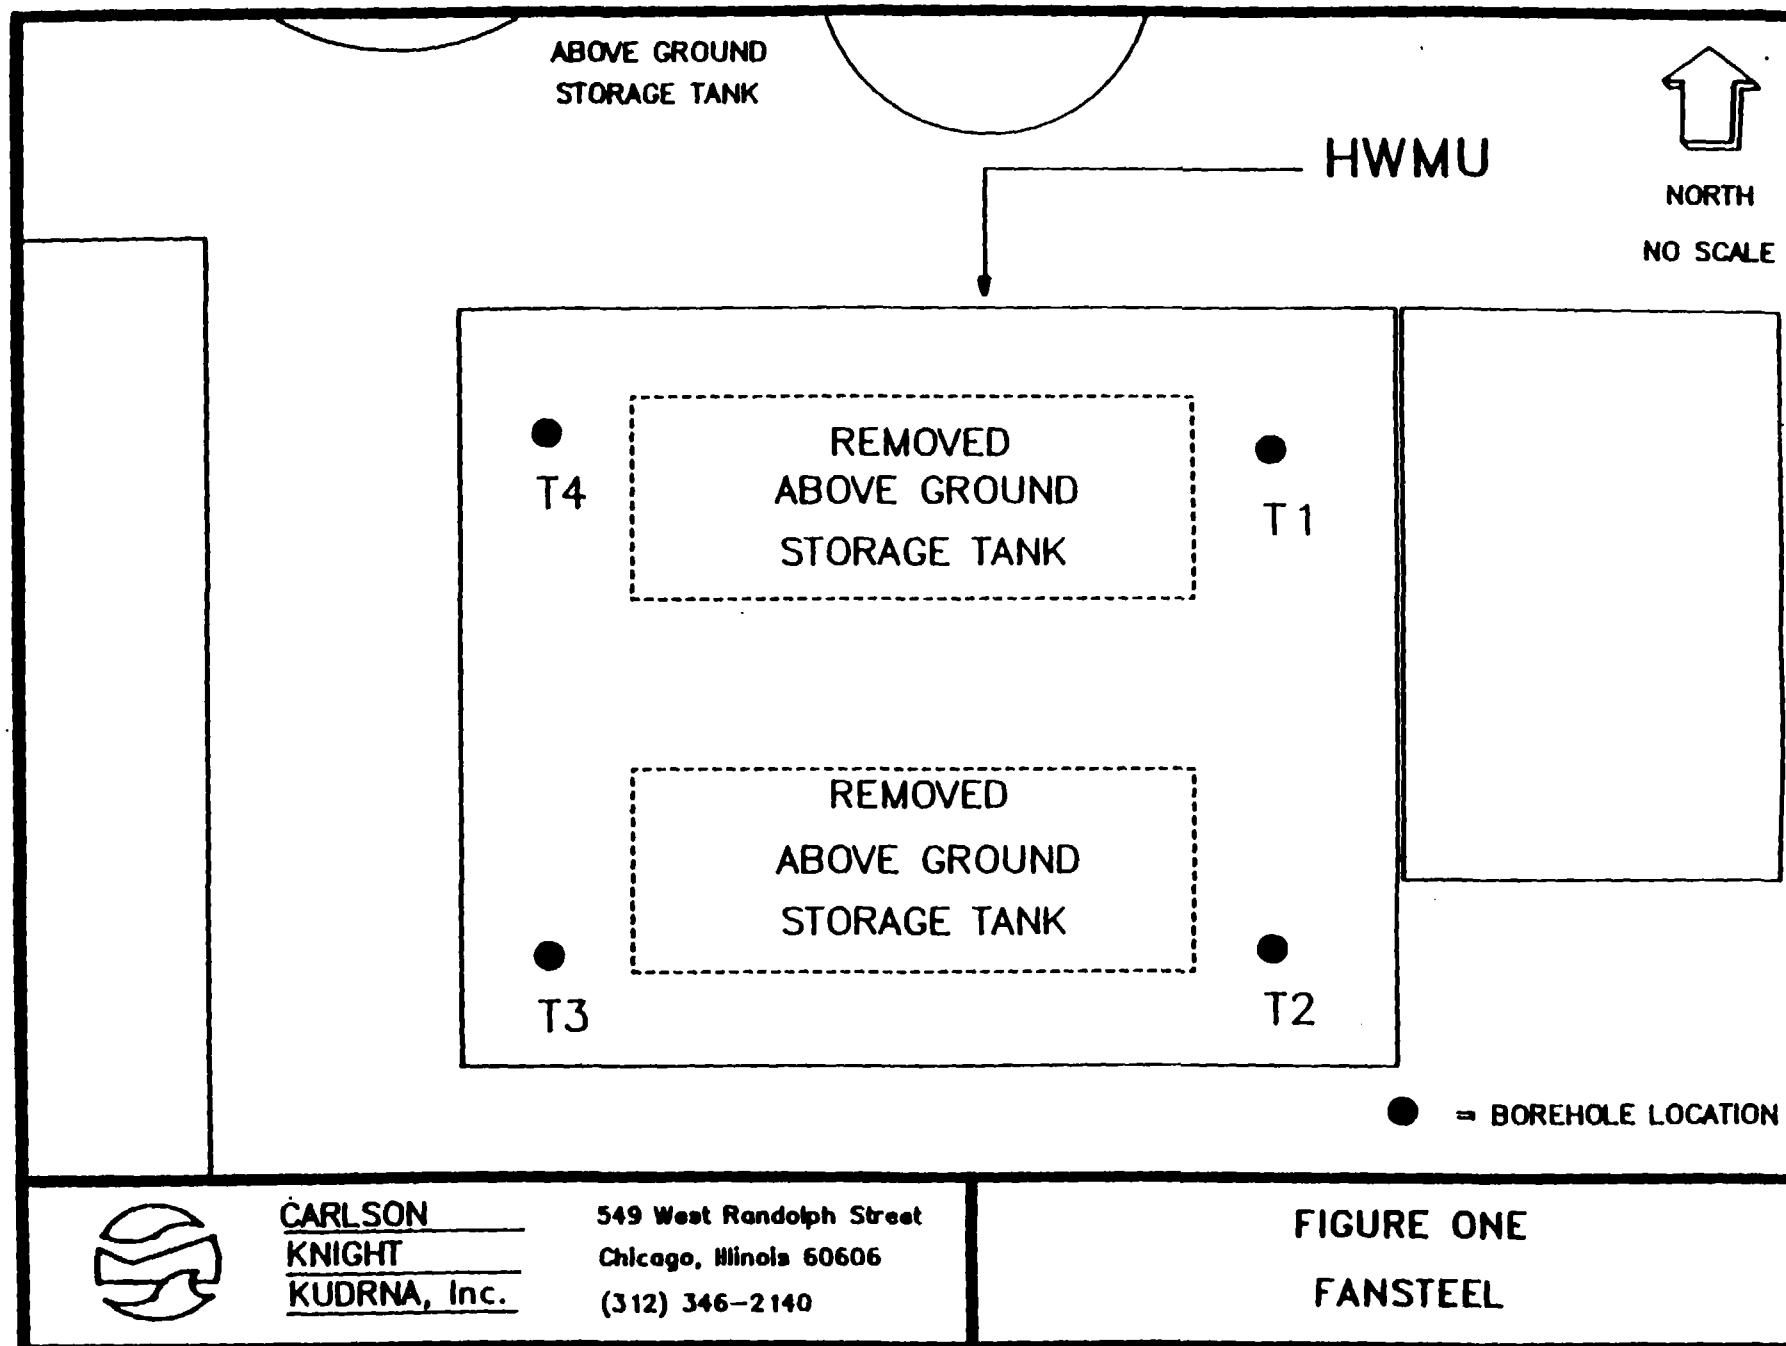 ABOVE GROUND
STORAGE TANK
HWMU
NORTH
NO SCALE
REMOVED
ABOVE GROUND
STORAGE TANK
T4
T1
REMOVED
ABOVE GROUND
STORAGE TANK
T3
T2
= BOREHOLE LOCATION
CARLSON
KNIGHT
KUDRNA, Inc.
549 West Randolph Street
Chicago, Illinois 60606
(312) 346-2140
FIGURE ONE
FANSTEEL